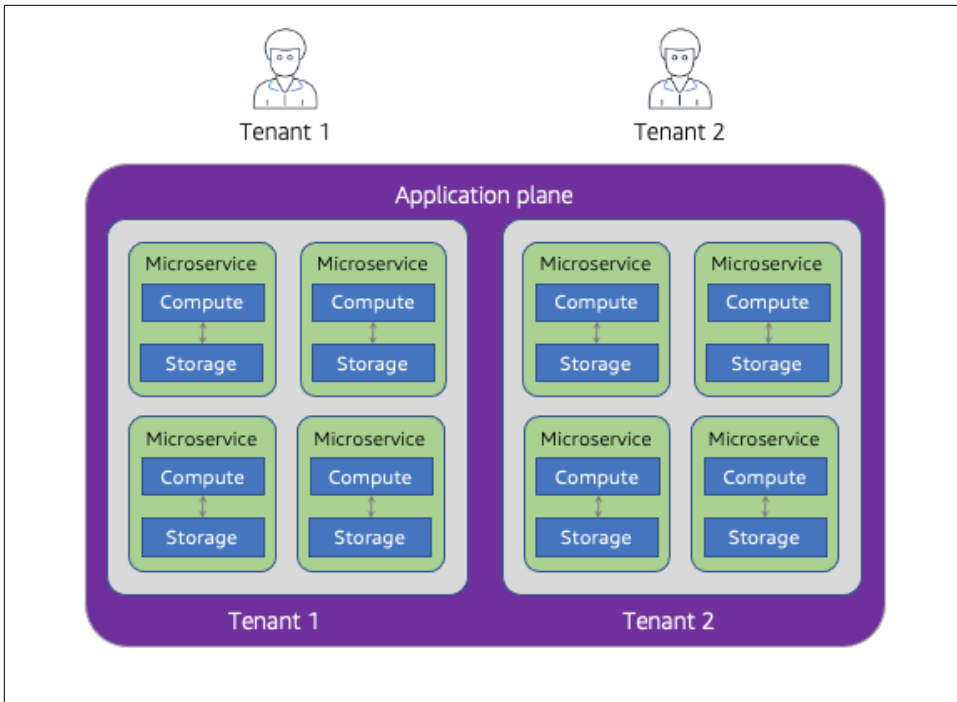 Tenant 1
Tenant 2
Application plane
Microservice
Compute
Storage
Microservice
Compute
Storage
Microservice
Compute
Storage
Microservice
Compute
Storage
Tenant 1
Microservice
Compute
Storage
Microservice
Compute
Storage
Microservice
Compute
Storage
Microservice
Compute
Storage
Tenant 2